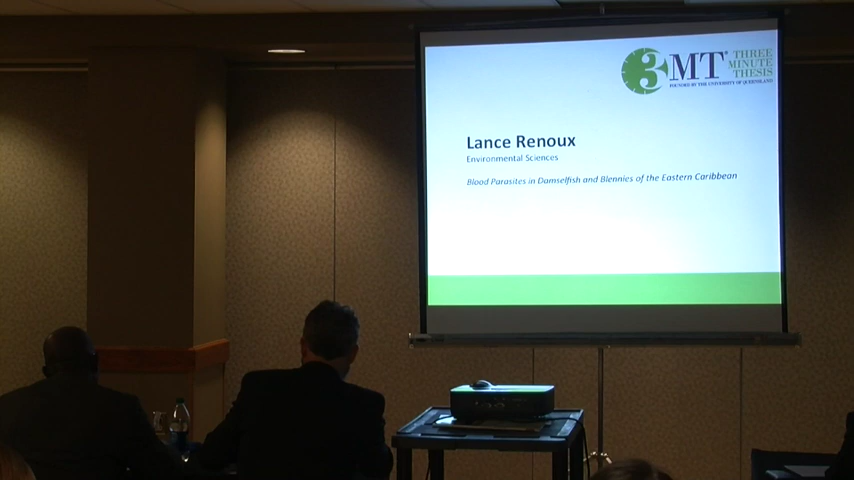 3MT® THREE
MINUTE
THESIS
FOUNDED BY THE UNIVERSITY OF QUEENSLAND
Lance Renoux
Environmental Sciences
Blood Parasites in Damselfish and Blennies of the Eastern Caribbean